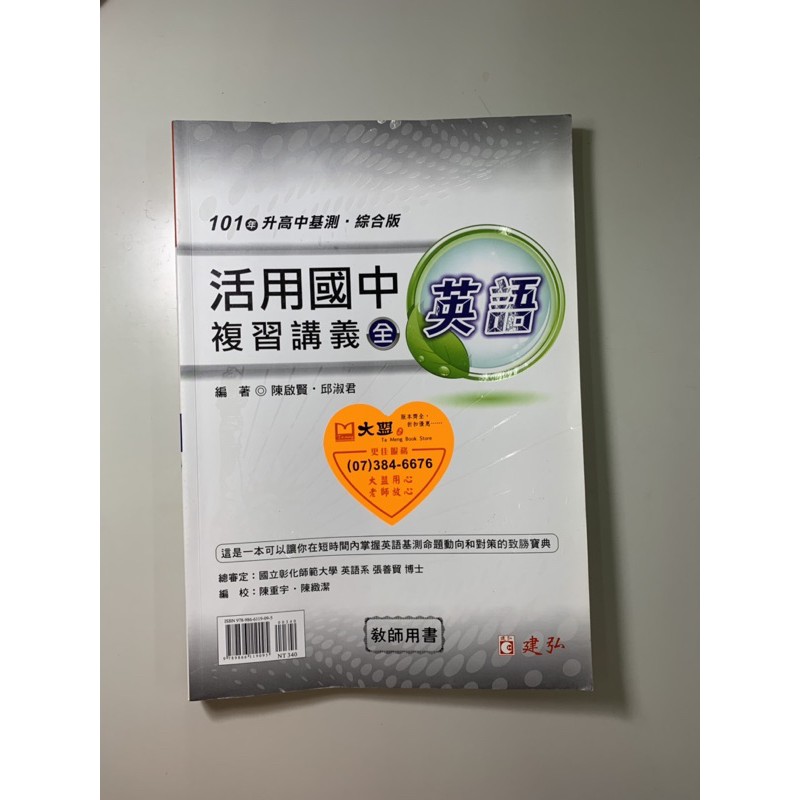 101年 升高中基測・綜合版
活用國中
複習講義 全
英語
編 著 ◎ 陳啟賢・邱淑君
大盟
Ta Meng Book Store
(07)384-6676
大盟用心
老師放心
這是一本可以讓你在短時間內掌握英語基測命題動向和對策的致勝寶典
總審定：國立彰化師範大學 英語系 張善賢 博士
編 校：陳重宇・陳緻潔
NT 340
教師用書
建弘